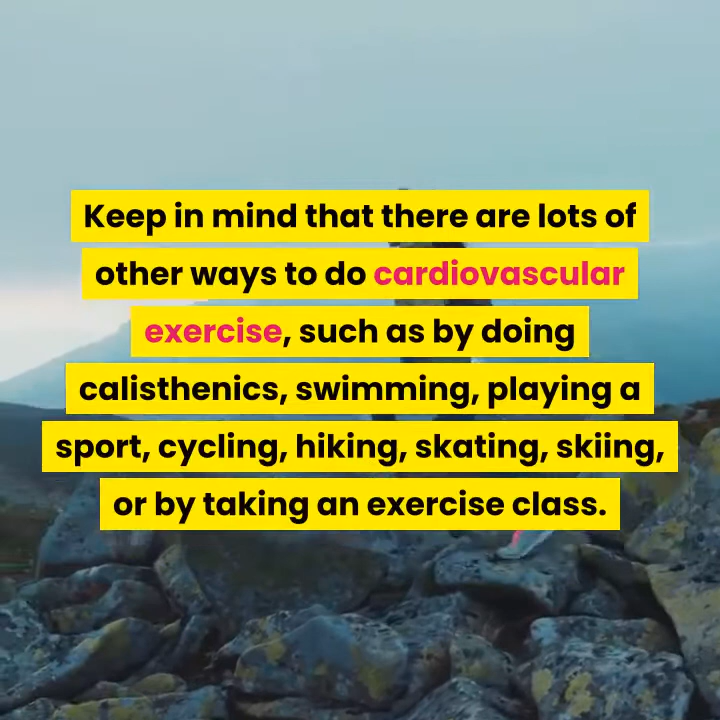 Keep in mind that there are lots of
other ways to do cardiovascular
exercise, such as by doing
calisthenics, swimming, playing a
sport, cycling, hiking, skating, skiing,
or by taking an exercise class.